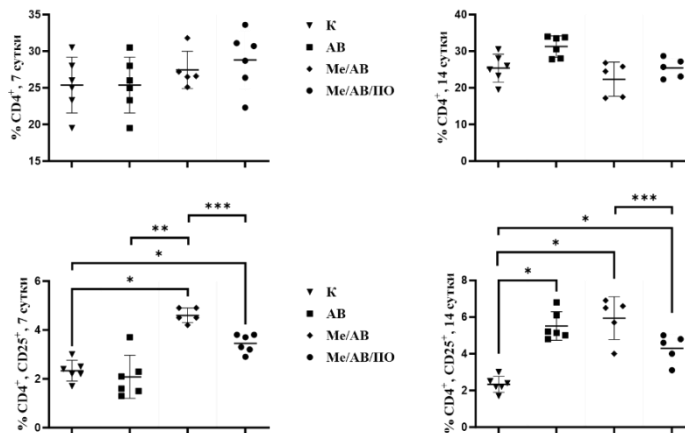 % CD4⁺, 7 сутки
35
30
25
20
15
К
АВ
Ме/АВ
Ме/АВ/ПО
% CD4⁺, 14 сутки
40
30
20
10
0
***
**
*
*
% CD4⁺, CD25⁺, 7 сутки
6
4
2
0
К
АВ
Ме/АВ
Ме/АВ/ПО
***
*
*
*
% CD4⁺, CD25⁺, 14 сутки
8
6
4
2
0